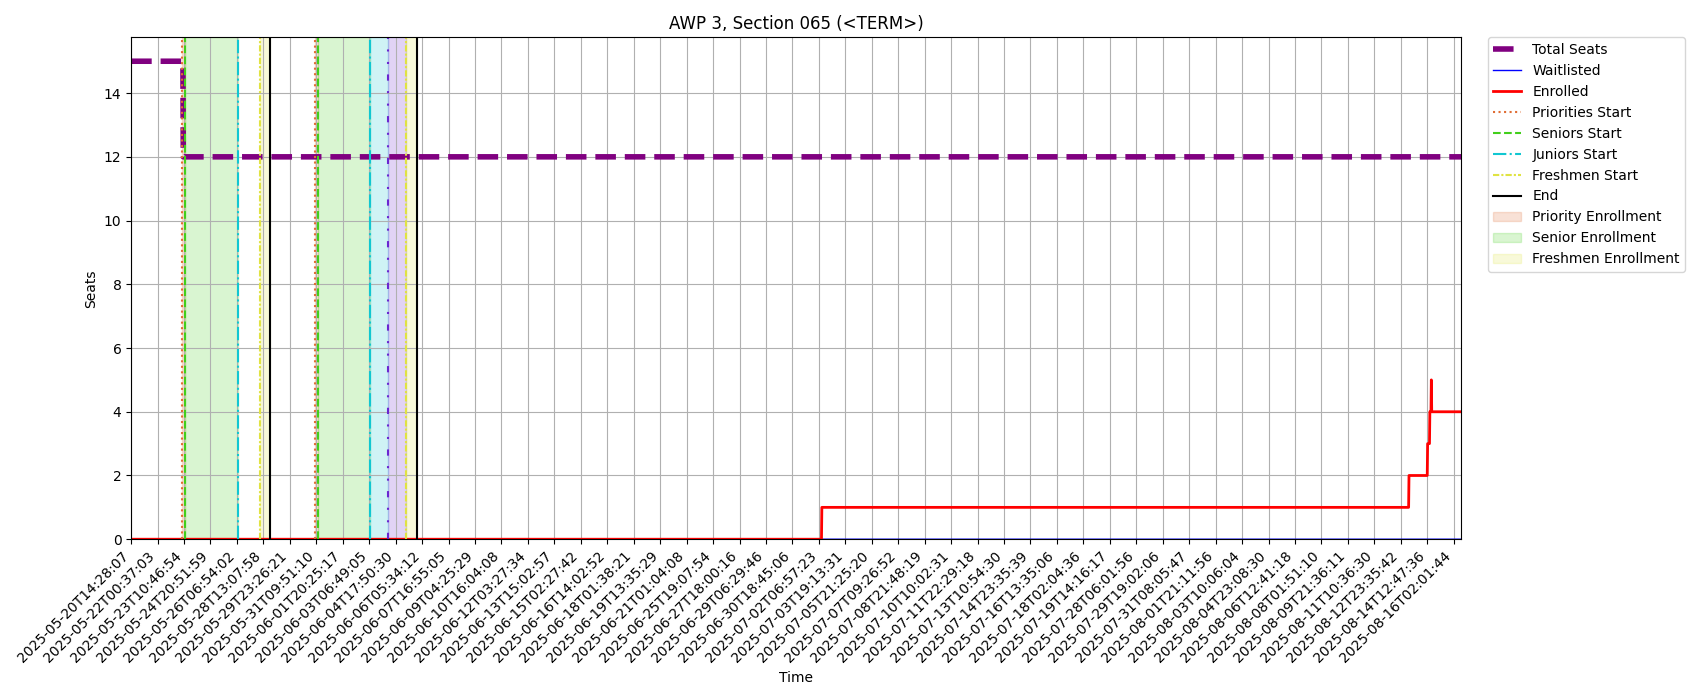 AWP 3, Section 065 (<TERM>)
Total Seats
Waitlisted
Enrolled
Priorities Start
Seniors Start
Juniors Start
Freshmen Start
End
Priority Enrollment
Senior Enrollment
Freshmen Enrollment
Seats
14
12
10
8
6
4
2
0
2025-05-20T14:28:07
2025-05-22T00:37:03
2025-05-23T10:46:54
2025-05-24T20:51:59
2025-05-26T06:54:02
2025-05-28T13:07:58
2025-05-29T23:26:21
2025-05-31T09:51:10
2025-06-01T20:25:17
2025-06-03T06:49:05
2025-06-04T17:50:30
2025-06-06T05:34:12
2025-06-07T16:55:05
2025-06-09T04:25:29
2025-06-10T16:04:08
2025-06-12T03:27:34
2025-06-13T15:02:57
2025-06-15T02:27:42
2025-06-16T14:02:52
2025-06-18T01:38:21
2025-06-19T13:35:29
2025-06-21T01:04:08
2025-06-25T19:07:54
2025-06-27T18:00:16
2025-06-29T06:29:46
2025-06-30T18:45:06
2025-07-02T06:57:23
2025-07-03T19:13:31
2025-07-05T21:25:20
2025-07-07T09:26:52
2025-07-08T21:48:19
2025-07-10T10:02:31
2025-07-11T22:29:18
2025-07-13T10:54:30
2025-07-14T23:35:39
2025-07-16T13:35:06
2025-07-18T02:04:36
2025-07-19T14:16:17
2025-07-28T06:01:56
2025-07-29T19:02:06
2025-07-31T08:05:47
2025-08-01T21:11:56
2025-08-03T10:06:04
2025-08-04T23:08:30
2025-08-06T12:41:18
2025-08-08T01:51:10
2025-08-09T21:36:11
2025-08-11T10:36:30
2025-08-12T23:35:42
2025-08-14T12:47:36
2025-08-16T02:01:44
Time